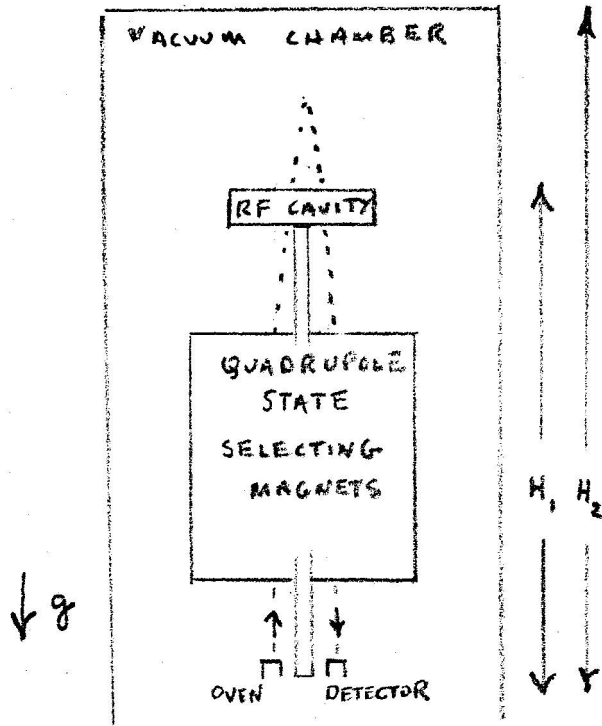 VACUUM CHAMBER
RF CAVITY
QUADRUPOLE
STATE
SELECTING
MAGNETS
H₁ H₂
g
OVEN DETECTOR